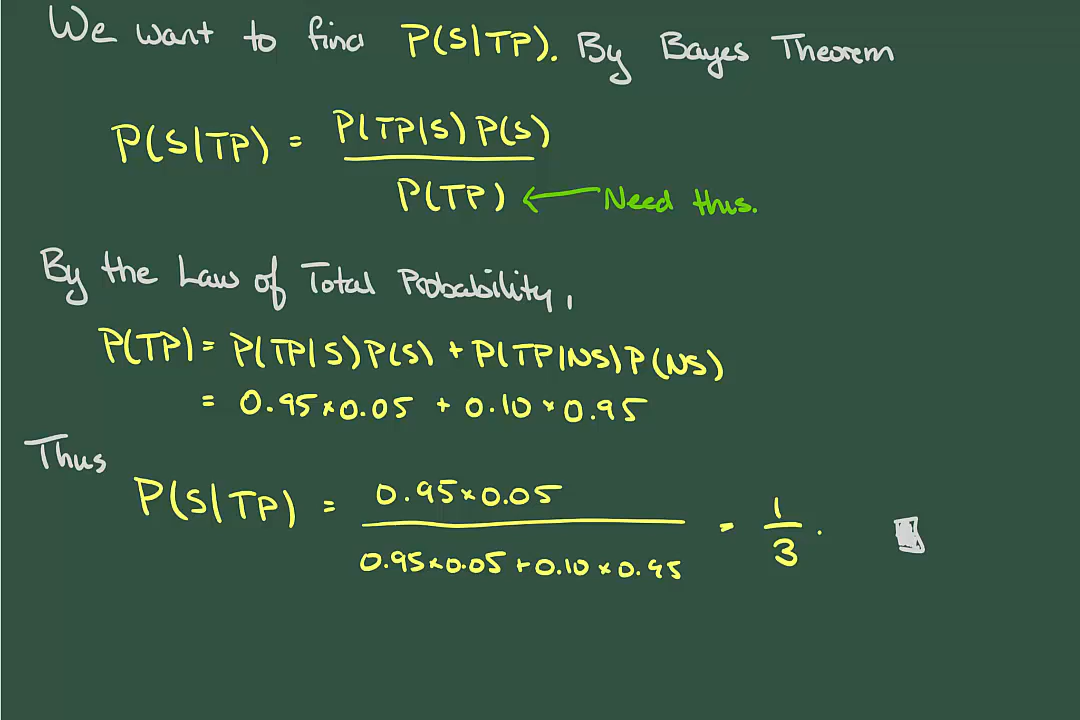 We want to find P(S|TP). By Bayes Theorem
P(S|TP) = P(TP|S) P(S)
P(TP) ← Need this.
By the Law of Total Probability,
P(TP) = P(TP|S)P(S) + P(TP|NS)P(NS)
= 0.95×0.05 + 0.10×0.95
Thus
P(S|TP) = 0.95×0.05 = 1/3.
0.95×0.05 + 0.10×0.95